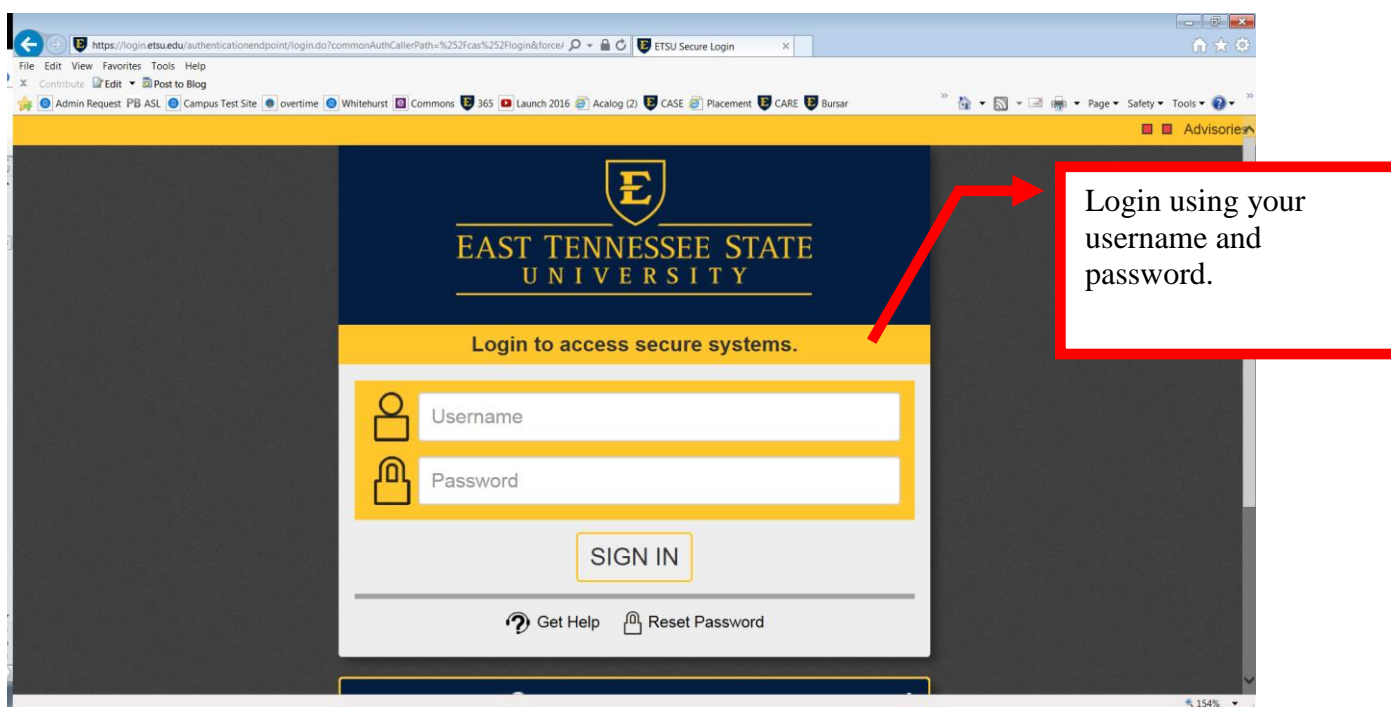 https://login.etsu.edu/authenticationendpoint/login.do?commonAuthCallerPath=%252Fcas%252Flogin&force/
ETSU Secure Login
File Edit View Favorites Tools Help
x Contribute Edit Post to Blog
Admin Request PB ASL Campus Test Site overtime Whitehurst Commons 365 Launch 2016 Acalog (2) CASE Placement CARE Bursar » Page Safety Tools »
Advisories
E
EAST TENNESSEE STATE
UNIVERSITY
Login using your
username and
password.
Login to access secure systems.
Username
Password
SIGN IN
Get Help Reset Password
154%